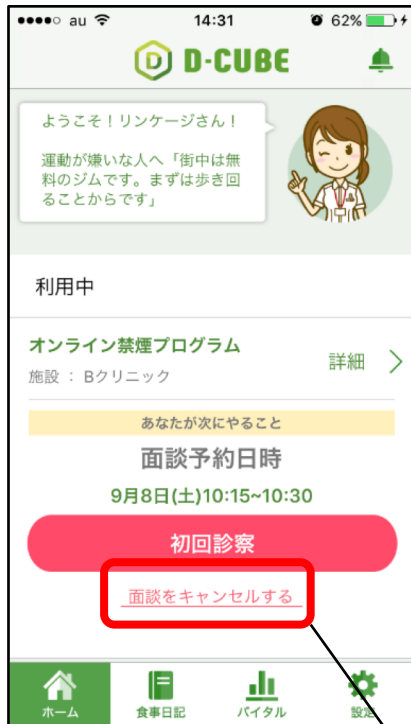 au 14:31 62%
D-CUBE
ようこそ！リンケージさん！
運動が嫌いな人へ「街中は無
料のジムです。まずは歩き回
ることからです」
利用中
オンライン禁煙プログラム
詳細
施設 ： Bクリニック
あなたが次にやること
面談予約日時
9月8日(土)10:15~10:30
初回診察
面談をキャンセルする
ホーム 食事日記 バイタル 設定